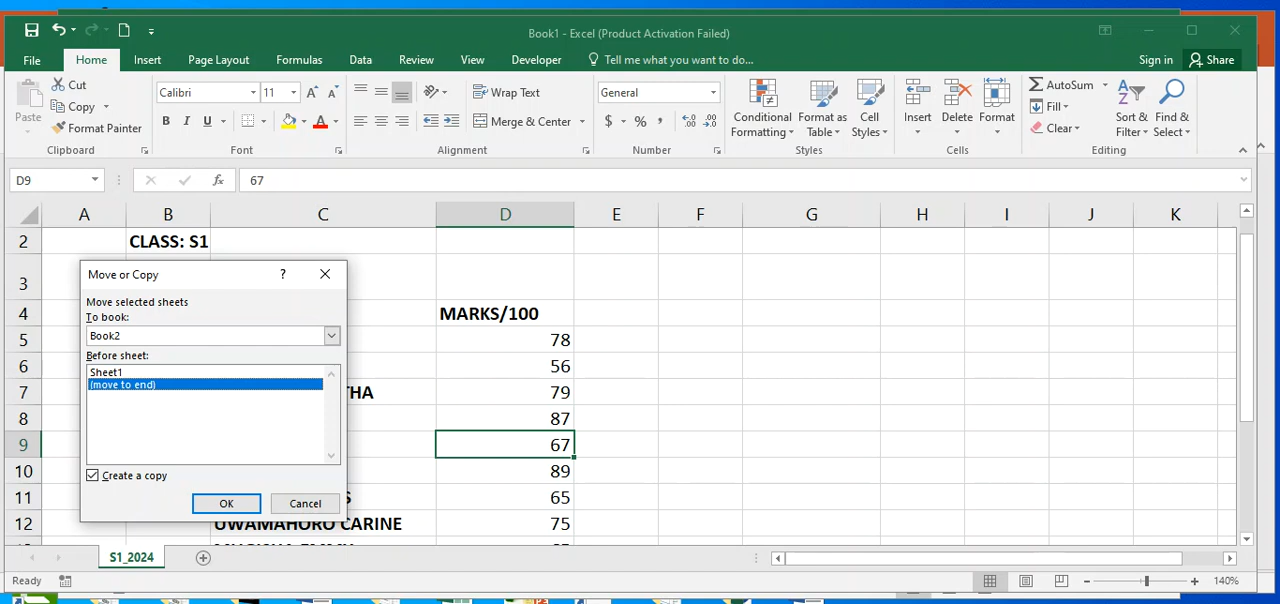 Book1 - Excel (Product Activation Failed)
File Home Insert Page Layout Formulas Data Review View Developer Tell me what you want to do... Sign in Share
Paste
Cut
Copy
Format Painter
Clipboard
Calibri 11
B I U
Font
Wrap Text
Merge & Center
Alignment
General
$ % ,
Number
Conditional Formatting
Format as Table
Cell Styles
Styles
Insert Delete Format
Cells
AutoSum
Fill
Clear
Sort & Filter
Find & Select
Editing
D9 fx 67
A B C D E F G H I J K
2 CLASS: S1
3
4 MARKS/100
5 78
6 56
7 THA 79
8 87
9 67
10 89
11 S 65
12 UWAMAHORO CARINE 75
Move or Copy ?
Move selected sheets
To book:
Book2
Before sheet:
Sheet1
(move to end)
Create a copy
OK Cancel
S1_2024
Ready 140%